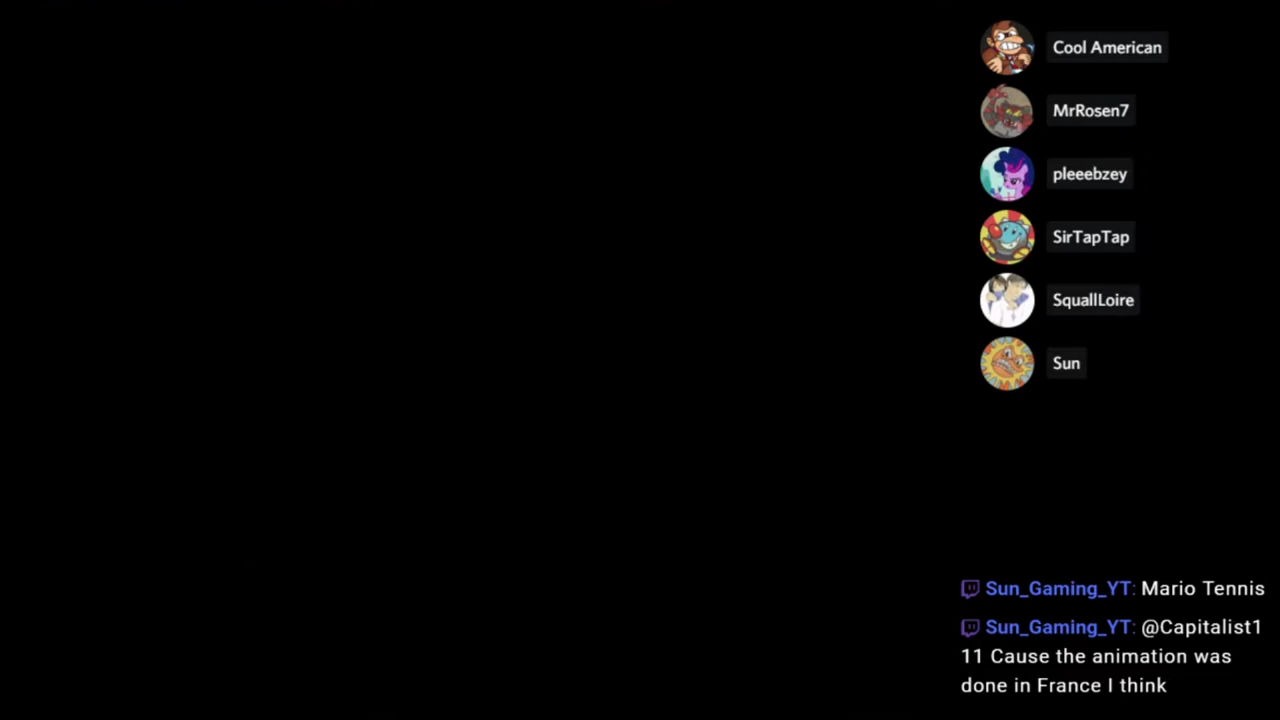 Cool American
MrRosen7
pleeebzey
SirTapTap
SquallLoire
Sun
Sun_Gaming_YT: Mario Tennis
Sun_Gaming_YT: @Capitalist1
11 Cause the animation was
done in France I think